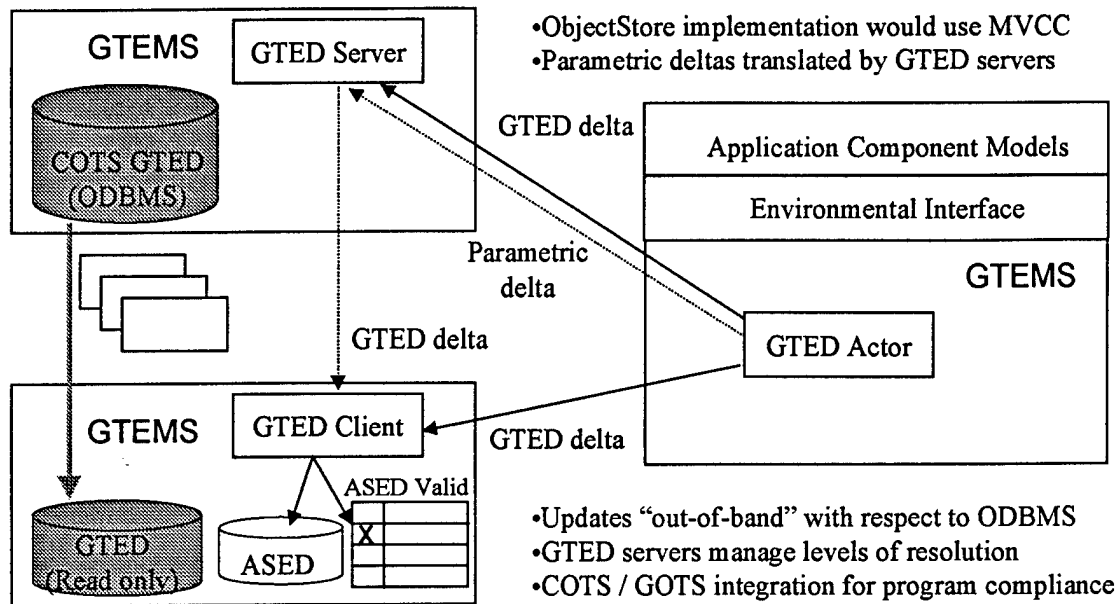 GTEMS
GTED Server
COTS GTED
(ODBMS)
•ObjectStore implementation would use MVCC
•Parametric deltas translated by GTED servers
GTED delta
Application Component Models
Environmental Interface
GTEMS
Parametric
delta
GTED delta
GTED Actor
GTEMS
GTED Client
GTED delta
ASED Valid
X
GTED
(Read only)
ASED
•Updates “out-of-band” with respect to ODBMS
•GTED servers manage levels of resolution
•COTS / GOTS integration for program compliance